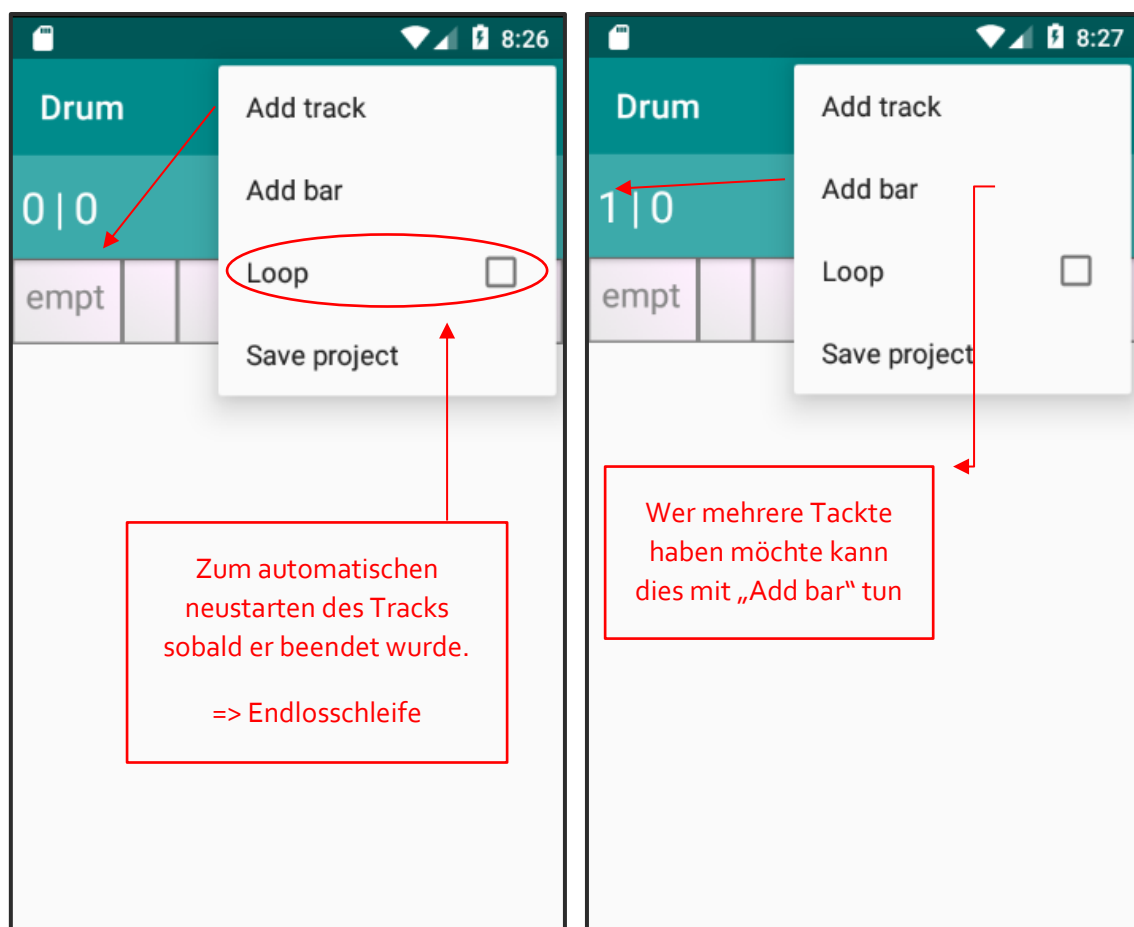 8:26
Drum
Add track
Add bar
0 | 0
Loop
empt
Save project
Zum automatischen
neustarten des Tracks
sobald er beendet wurde.
=> Endlosschleife
8:27
Drum
Add track
Add bar
1 | 0
Loop
empt
Save project
Wer mehrere Tackte
haben möchte kann
dies mit „Add bar“ tun